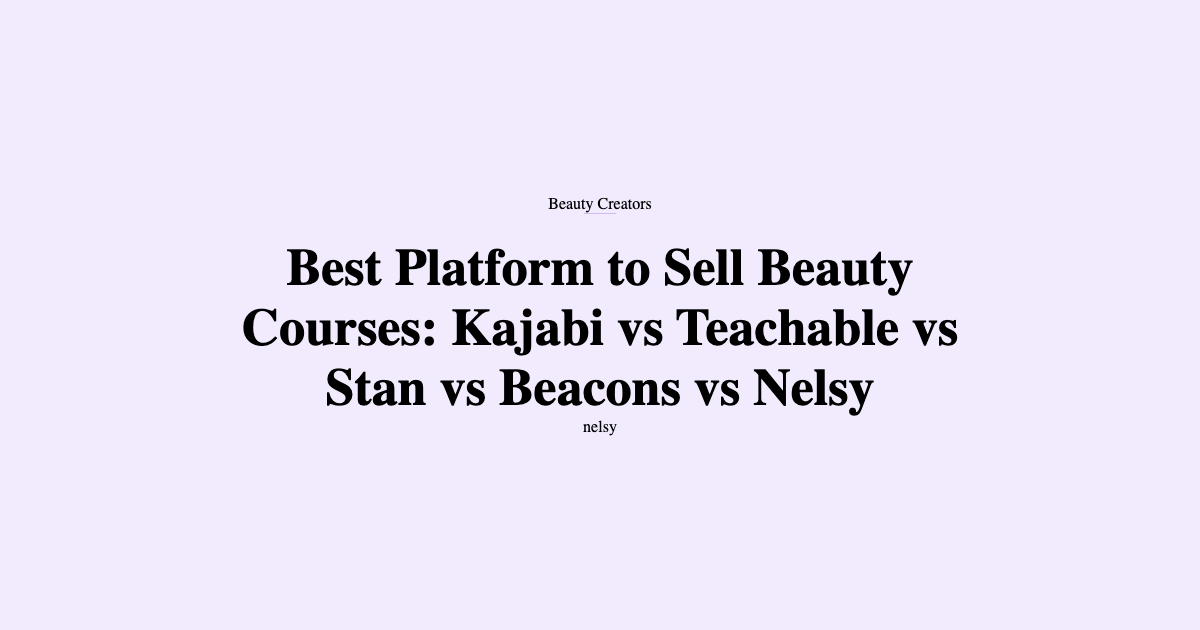 Beauty Creators
Best Platform to Sell Beauty
Courses: Kajabi vs Teachable vs
Stan vs Beacons vs Nelsy
nelsy